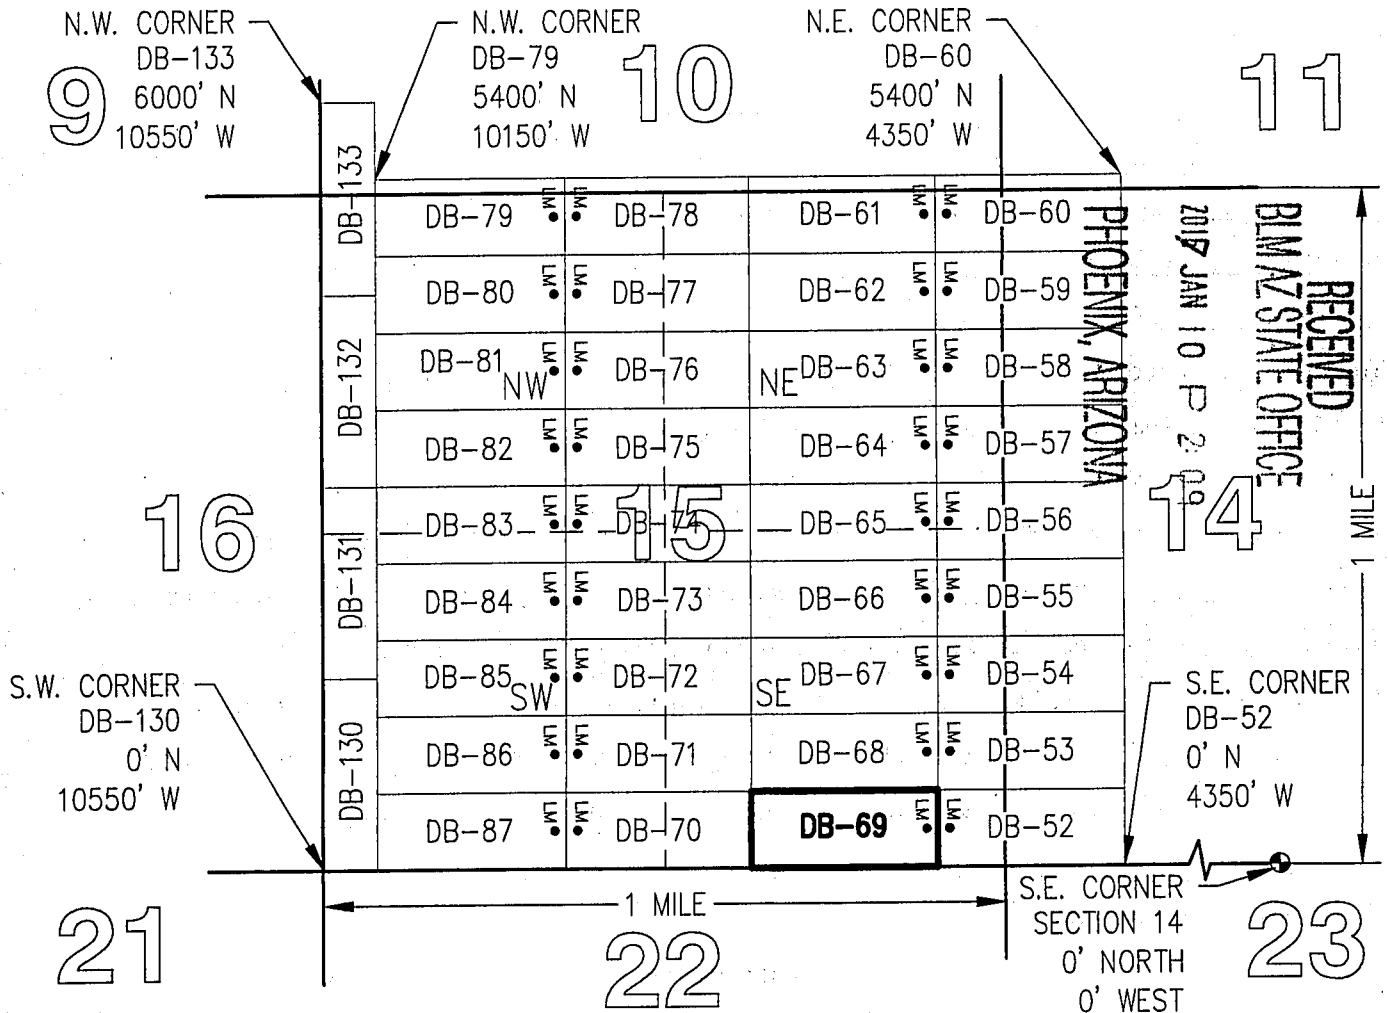 N.W. CORNER
DB-133
6000' N
10550' W
N.W. CORNER
DB-79
5400' N
10150' W
N.E. CORNER
DB-60
5400' N
4350' W
9
10
11
DB-133
DB-132
DB-131
DB-130
DB-79 LM LM DB-78 DB-61 LM LM DB-60
DB-80 LM LM DB-77 DB-62 LM LM DB-59
DB-81 NW LM LM DB-76 NE DB-63 LM LM DB-58
DB-82 LM LM DB-75 DB-64 LM LM DB-57
DB-83 LM LM DB-74 DB-65 LM LM DB-56
DB-84 LM LM DB-73 DB-66 LM LM DB-55
DB-85 SW LM LM DB-72 SE DB-67 LM LM DB-54
DB-86 LM LM DB-71 DB-68 LM LM DB-53
DB-87 LM LM DB-70 DB-69 LM LM DB-52
16
15
14
RECEIVED
BLM AZ STATE OFFICE
JAN 10 P 2:09
PHOENIX, ARIZONA
1 MILE
S.W. CORNER
DB-130
0' N
10550' W
S.E. CORNER
DB-52
0' N
4350' W
1 MILE
S.E. CORNER
SECTION 14
0' NORTH
0' WEST
21
22
23